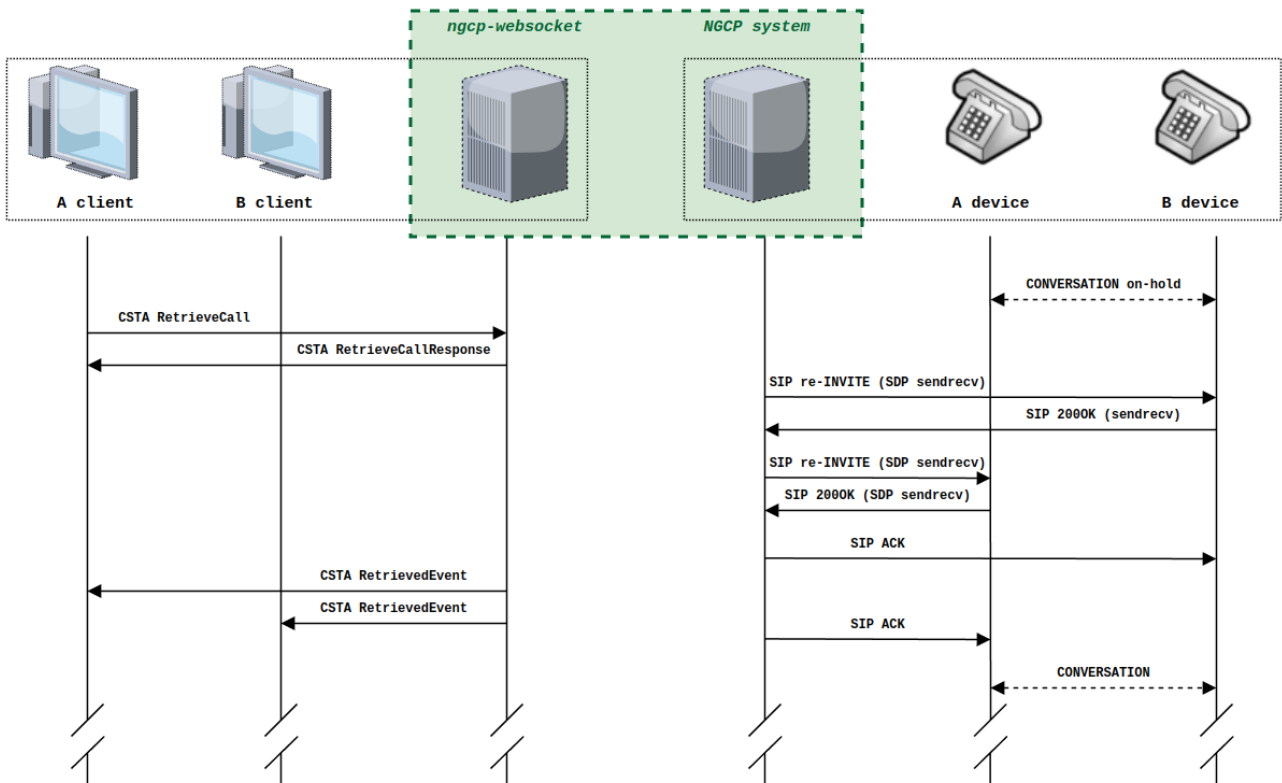 ngcp-websocket
NGCP system
A client
B client
A device
B device
CONVERSATION on-hold
CSTA RetrieveCall
CSTA RetrieveCallResponse
SIP re-INVITE (SDP sendrecv)
SIP 200OK (sendrecv)
SIP re-INVITE (SDP sendrecv)
SIP 200OK (SDP sendrecv)
SIP ACK
CSTA RetrievedEvent
CSTA RetrievedEvent
SIP ACK
CONVERSATION